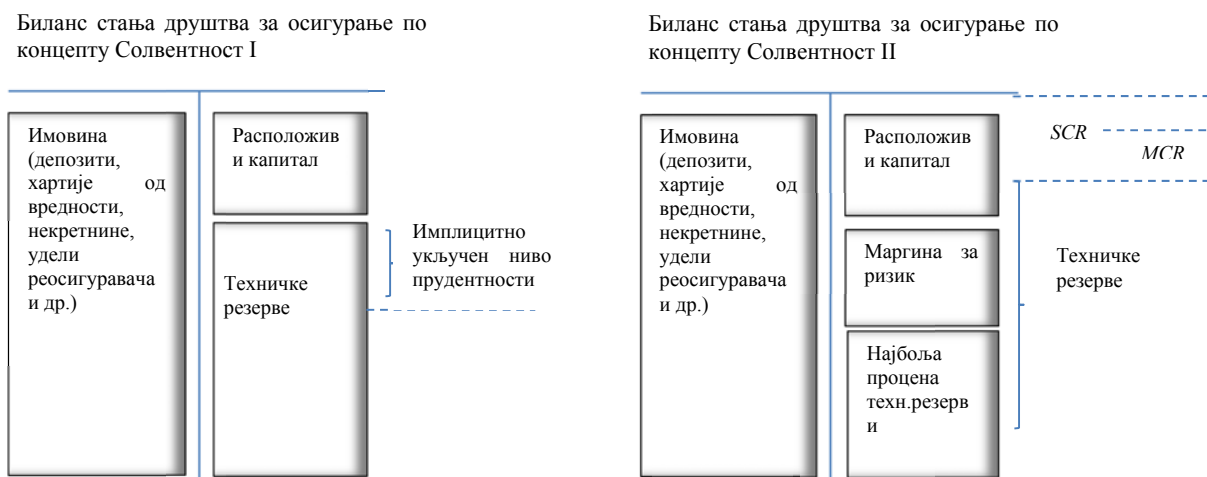 Биланс стања друштва за осигурање по
концепту Солвентност I
Имовина
(депозити,
хартије од
вредности,
некретнине,
удели
реосигуравача
и др.)
Расположив
и капитал
Техничке
резерве
Имплицитно
укључен ниво
прудентности
Биланс стања друштва за осигурање по
концепту Солвентност II
Имовина
(депозити,
хартије од
вредности,
некретнине,
удели
реосигуравача
и др.)
Расположив
и капитал
Маргина за
ризик
Најбоља
процена
техн.резерв
и
SCR
MCR
Техничке
резерве